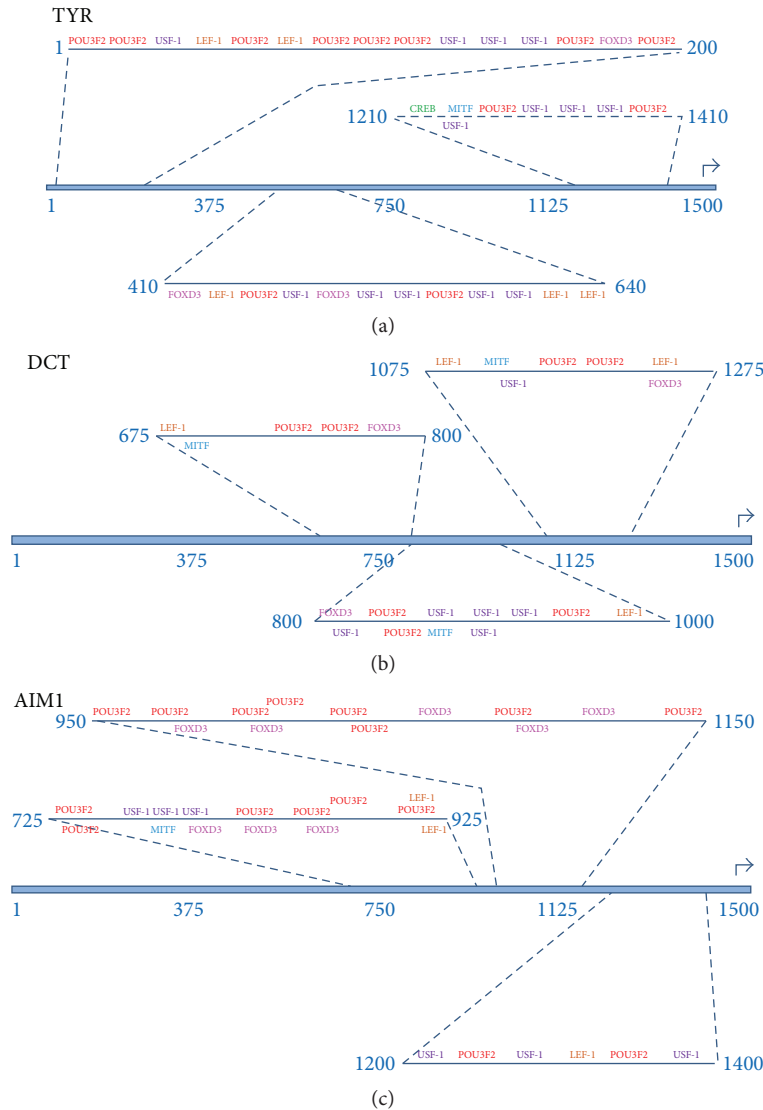 TYR
POU3F2 POU3F2 USF-1 LEF-1 POU3F2 LEF-1 POU3F2 POU3F2 POU3F2 USF-1 USF-1 USF-1 POU3F2 FOXD3 POU3F2
1 200
CREB MITF POU3F2 USF-1 USF-1 USF-1 POU3F2
1210 1410
USF-1
1 375 750 1125 1500
410 640
FOXD3 LEF-1 POU3F2 USF-1 FOXD3 USF-1 USF-1 POU3F2 USF-1 USF-1 LEF-1 LEF-1
(a)
DCT
LEF-1 MITF POU3F2 POU3F2 LEF-1
1075 1275
USF-1 FOXD3
LEF-1 POU3F2 POU3F2 FOXD3
675 800
MITF
1 375 750 1125 1500
FOXD3 POU3F2 USF-1 USF-1 USF-1 POU3F2 LEF-1
800 1000
USF-1 POU3F2 MITF USF-1
(b)
AIM1
POU3F2
POU3F2 POU3F2 POU3F2 POU3F2 FOXD3 POU3F2 FOXD3 POU3F2
950 1150
FOXD3 FOXD3 POU3F2 FOXD3
POU3F2 LEF-1
POU3F2 USF-1 USF-1 USF-1 POU3F2 POU3F2 POU3F2
725 925
POU3F2 MITF FOXD3 FOXD3 FOXD3 LEF-1
1 375 750 1125 1500
1200 1400
USF-1 POU3F2 USF-1 LEF-1 POU3F2 USF-1
(c)